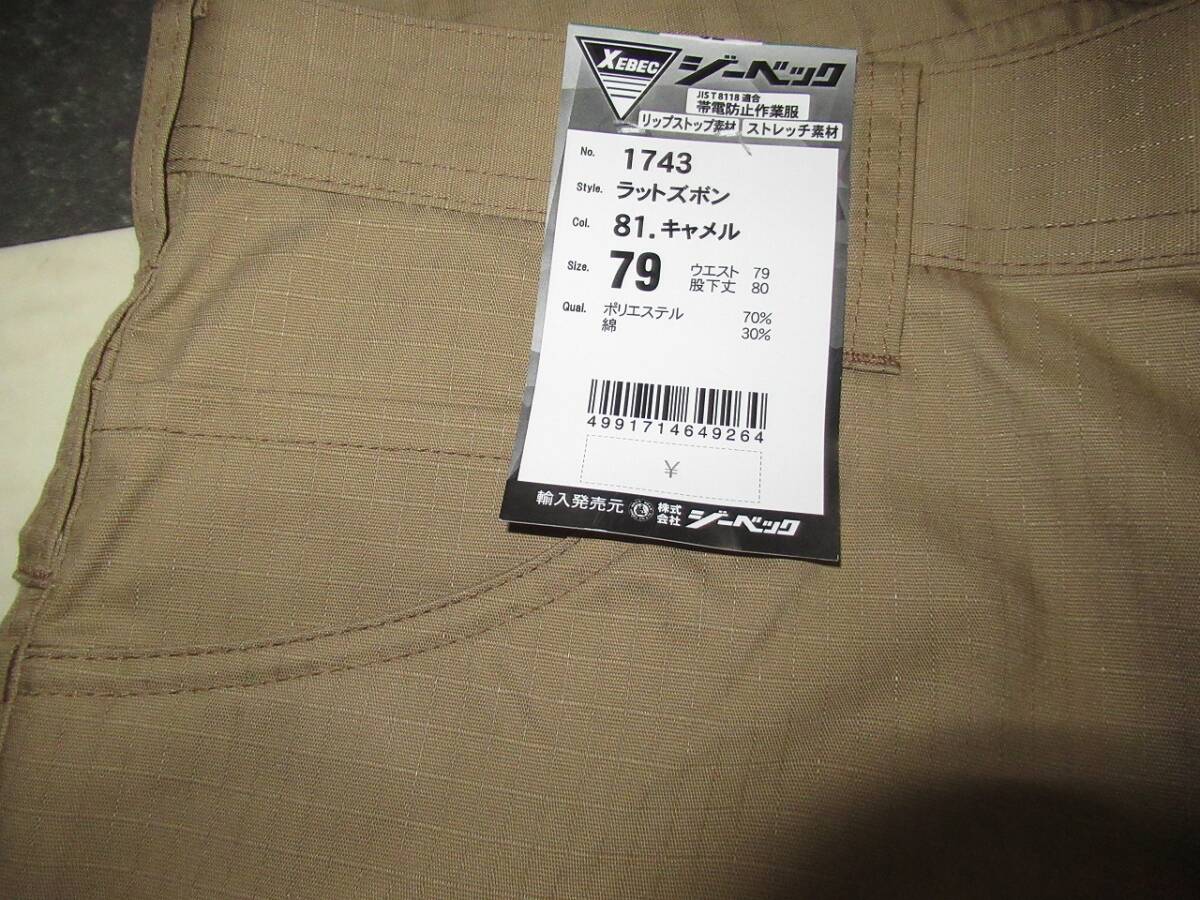 XEBEC ジーベック
JIS T 8118 適合
帯電防止作業服
リップストップ素材 ストレッチ素材
No. 1743
Style. ラットズボン
Col. 81.キャメル
Size. 79 ウエスト 79
股下丈 80
Qual. ポリエステル 70%
綿 30%
4991714649264
¥
輸入発売元 株式会社 ジーベック